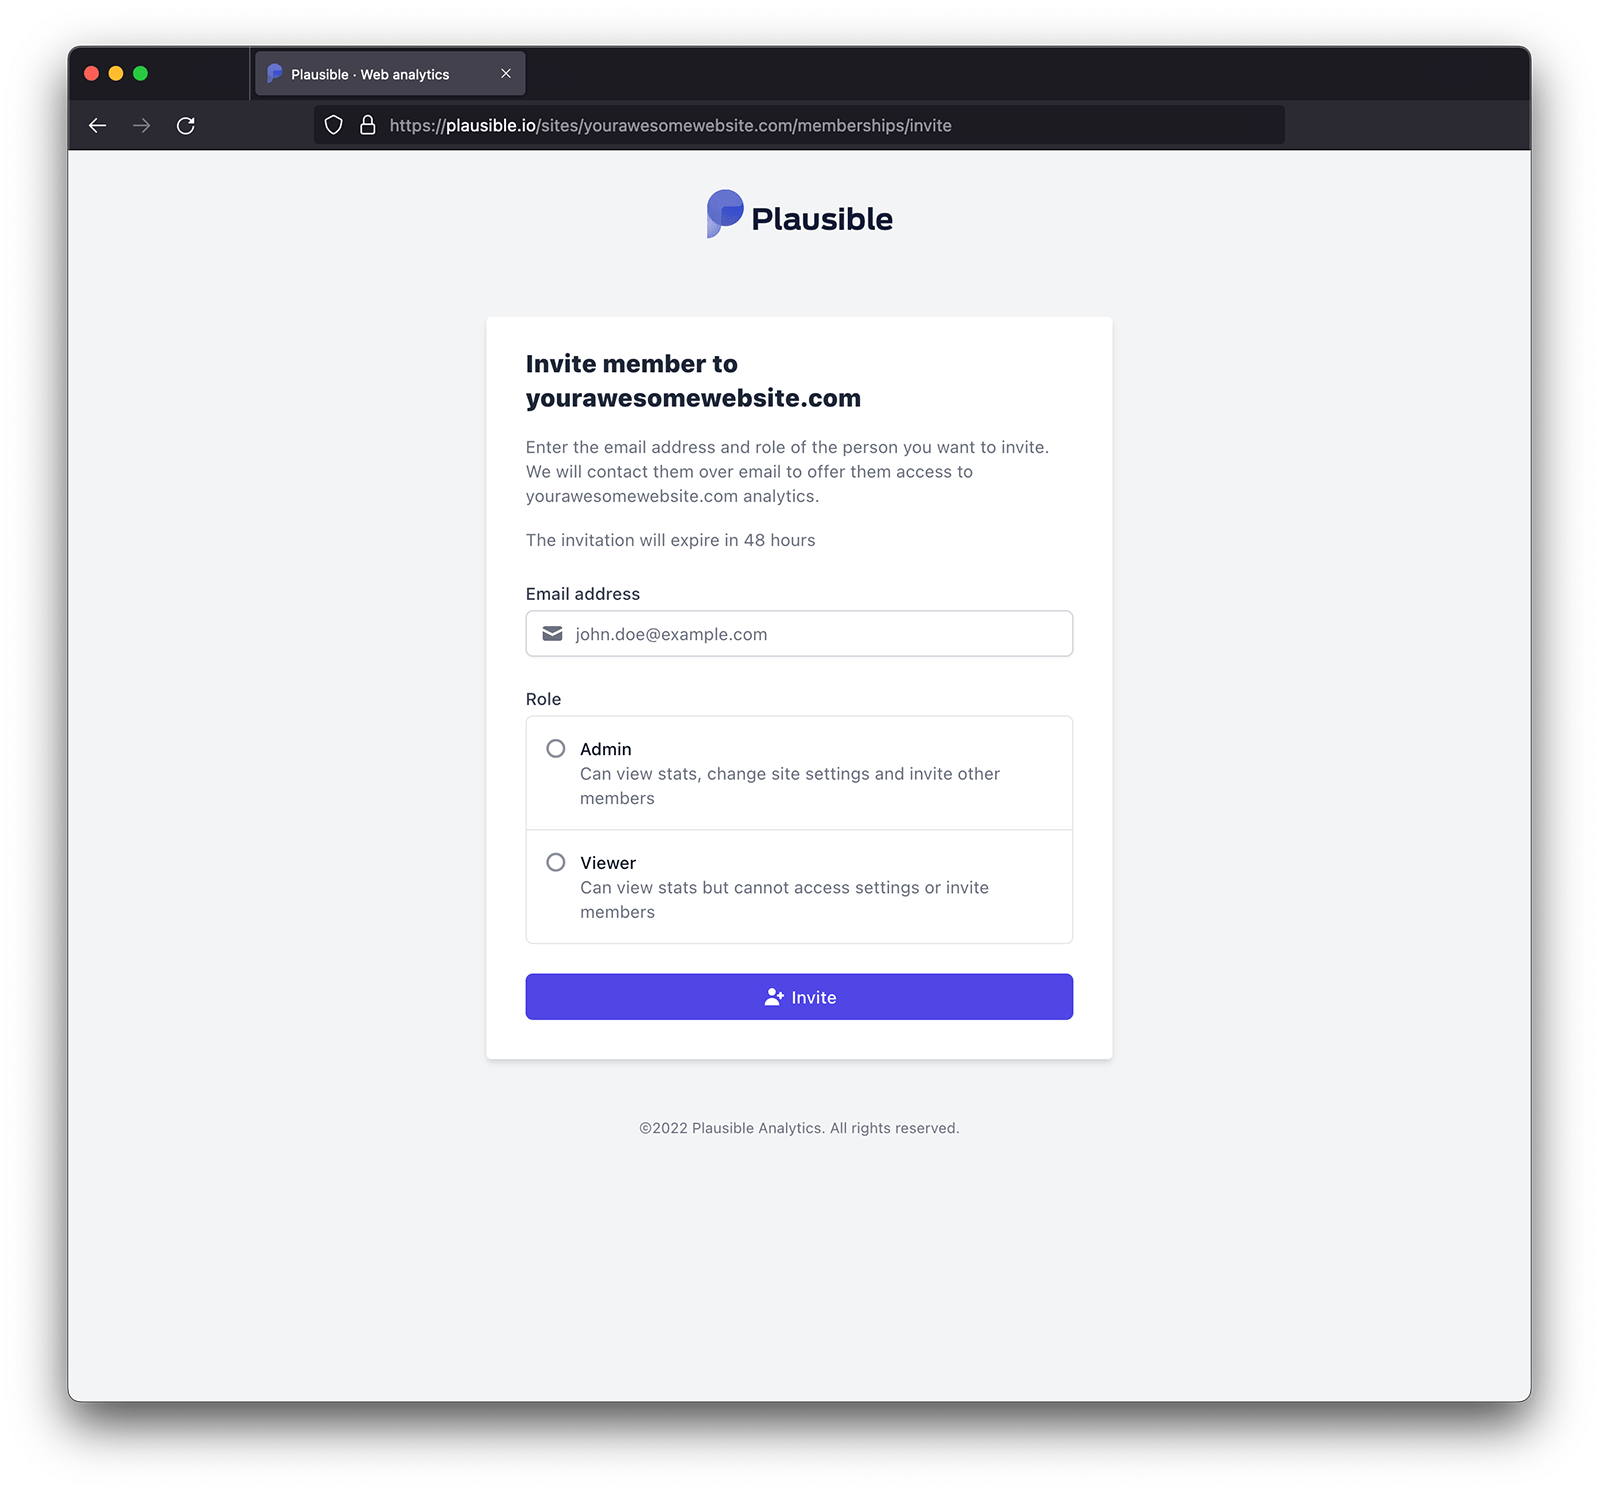 Plausible · Web analytics
https://plausible.io/sites/yourawesomewebsite.com/memberships/invite
Plausible
Invite member to
yourawesomewebsite.com
Enter the email address and role of the person you want to invite.
We will contact them over email to offer them access to
yourawesomewebsite.com analytics.
The invitation will expire in 48 hours
Email address
john.doe@example.com
Role
Admin
Can view stats, change site settings and invite other
members
Viewer
Can view stats but cannot access settings or invite
members
Invite
©2022 Plausible Analytics. All rights reserved.